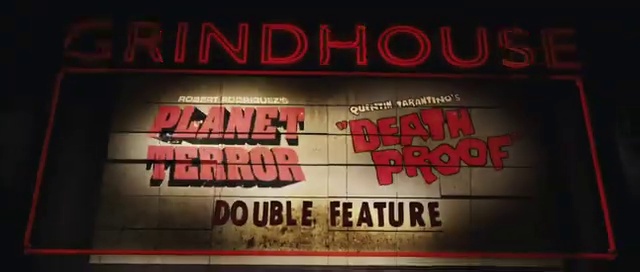 GRINDHOUSE
ROBERT RODRIGUEZ'S
PLANET
TERROR
QUENTIN TARANTINO'S
"DEATH
PROOF"
DOUBLE FEATURE